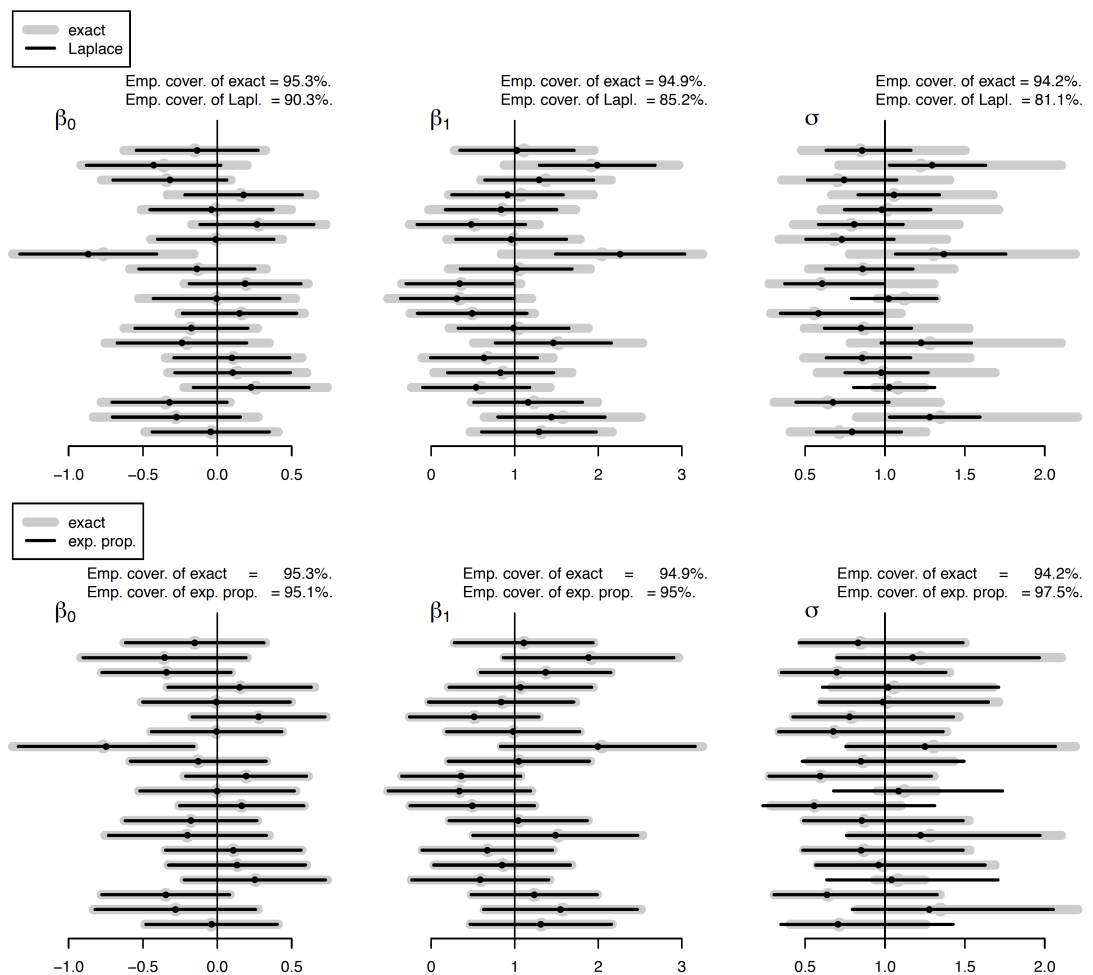 exact
Laplace
Emp. cover. of exact = 95.3%.
Emp. cover. of Lapl. = 90.3%.
β0
Emp. cover. of exact = 94.9%.
Emp. cover. of Lapl. = 85.2%.
β1
Emp. cover. of exact = 94.2%.
Emp. cover. of Lapl. = 81.1%.
σ
−1.0 −0.5 0.0 0.5
0 1 2 3
0.5 1.0 1.5 2.0
exact
exp. prop.
Emp. cover. of exact = 95.3%.
Emp. cover. of exp. prop. = 95.1%.
β0
Emp. cover. of exact = 94.9%.
Emp. cover. of exp. prop. = 95%.
β1
Emp. cover. of exact = 94.2%.
Emp. cover. of exp. prop. = 97.5%.
σ
−1.0 −0.5 0.0 0.5
0 1 2 3
0.5 1.0 1.5 2.0